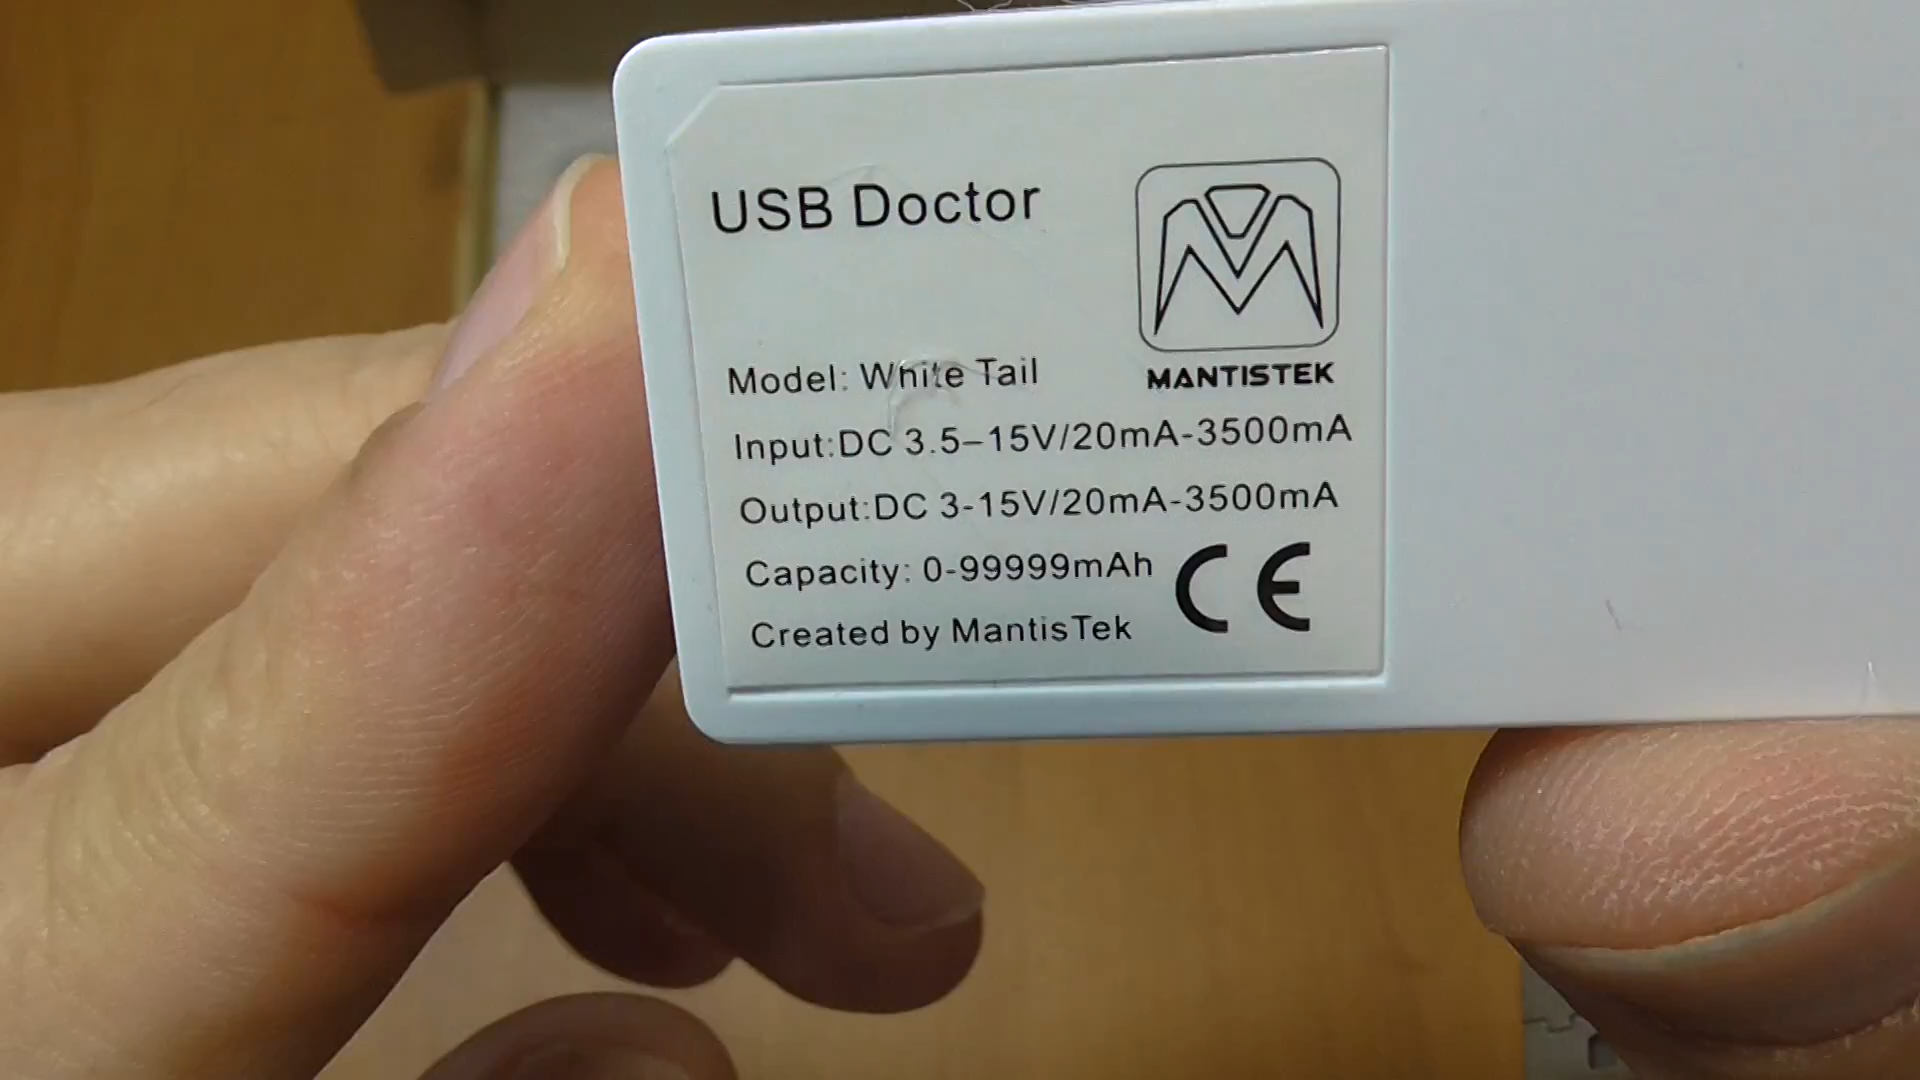 USB Doctor
MANTISTEK
Model: White Tail
Input:DC 3.5–15V/20mA-3500mA
Output:DC 3-15V/20mA-3500mA
Capacity: 0-99999mAh
CE
Created by MantisTek